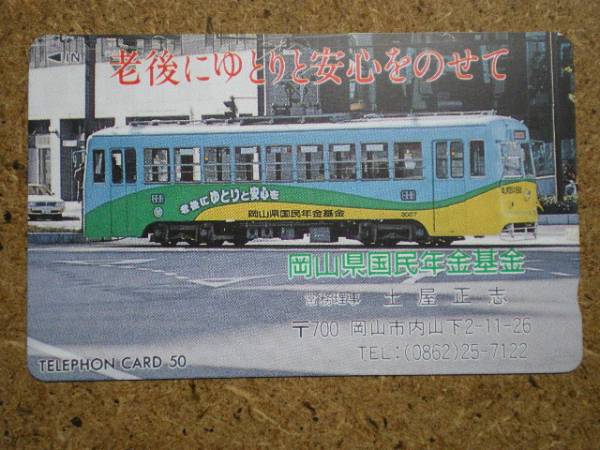 ◀IN
老後にゆとりと安心をのせて
老後にゆとりと安心を
岡山県国民年金基金
3007
岡山県国民年金基金
常務理事 土屋正志
〒700 岡山市内山下2-11-26
TEL:(0862)25-7122
TELEPHON CARD 50